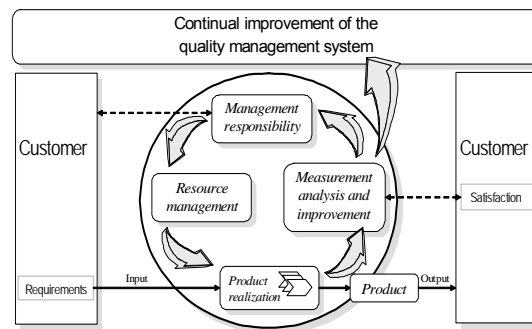 Continual improvement of the
quality management system
Customer
Management
responsibility
Customer
Resource
management
Measurement
analysis and
improvement
Satisfaction
Requirements
Input
Product
realization
Product
Output